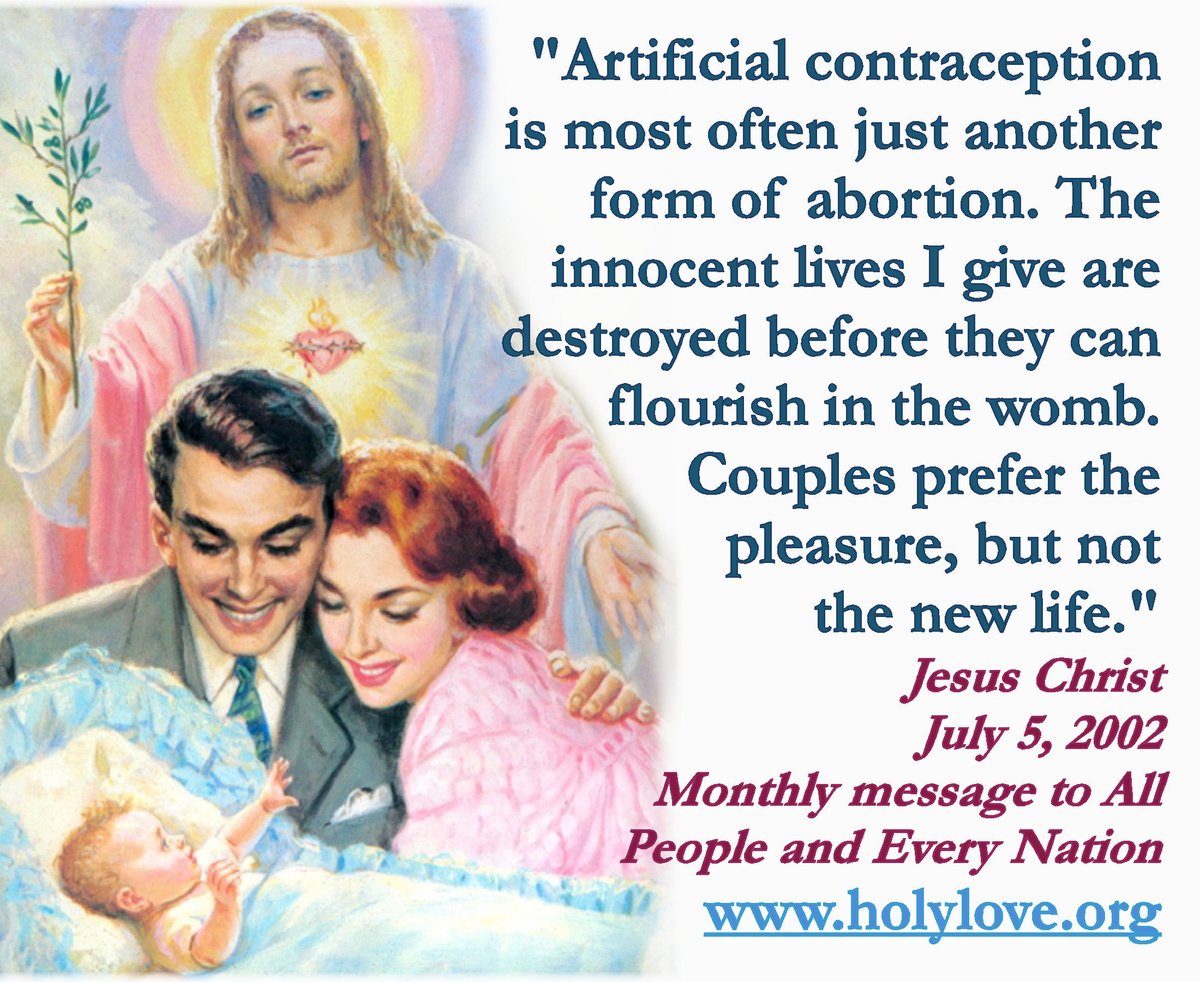 "Artificial contraception
is most often just another
form of abortion. The
innocent lives I give are
destroyed before they can
flourish in the womb.
Couples prefer the
pleasure, but not
the new life."
Jesus Christ
July 5, 2002
Monthly message to All
People and Every Nation
www.holylove.org